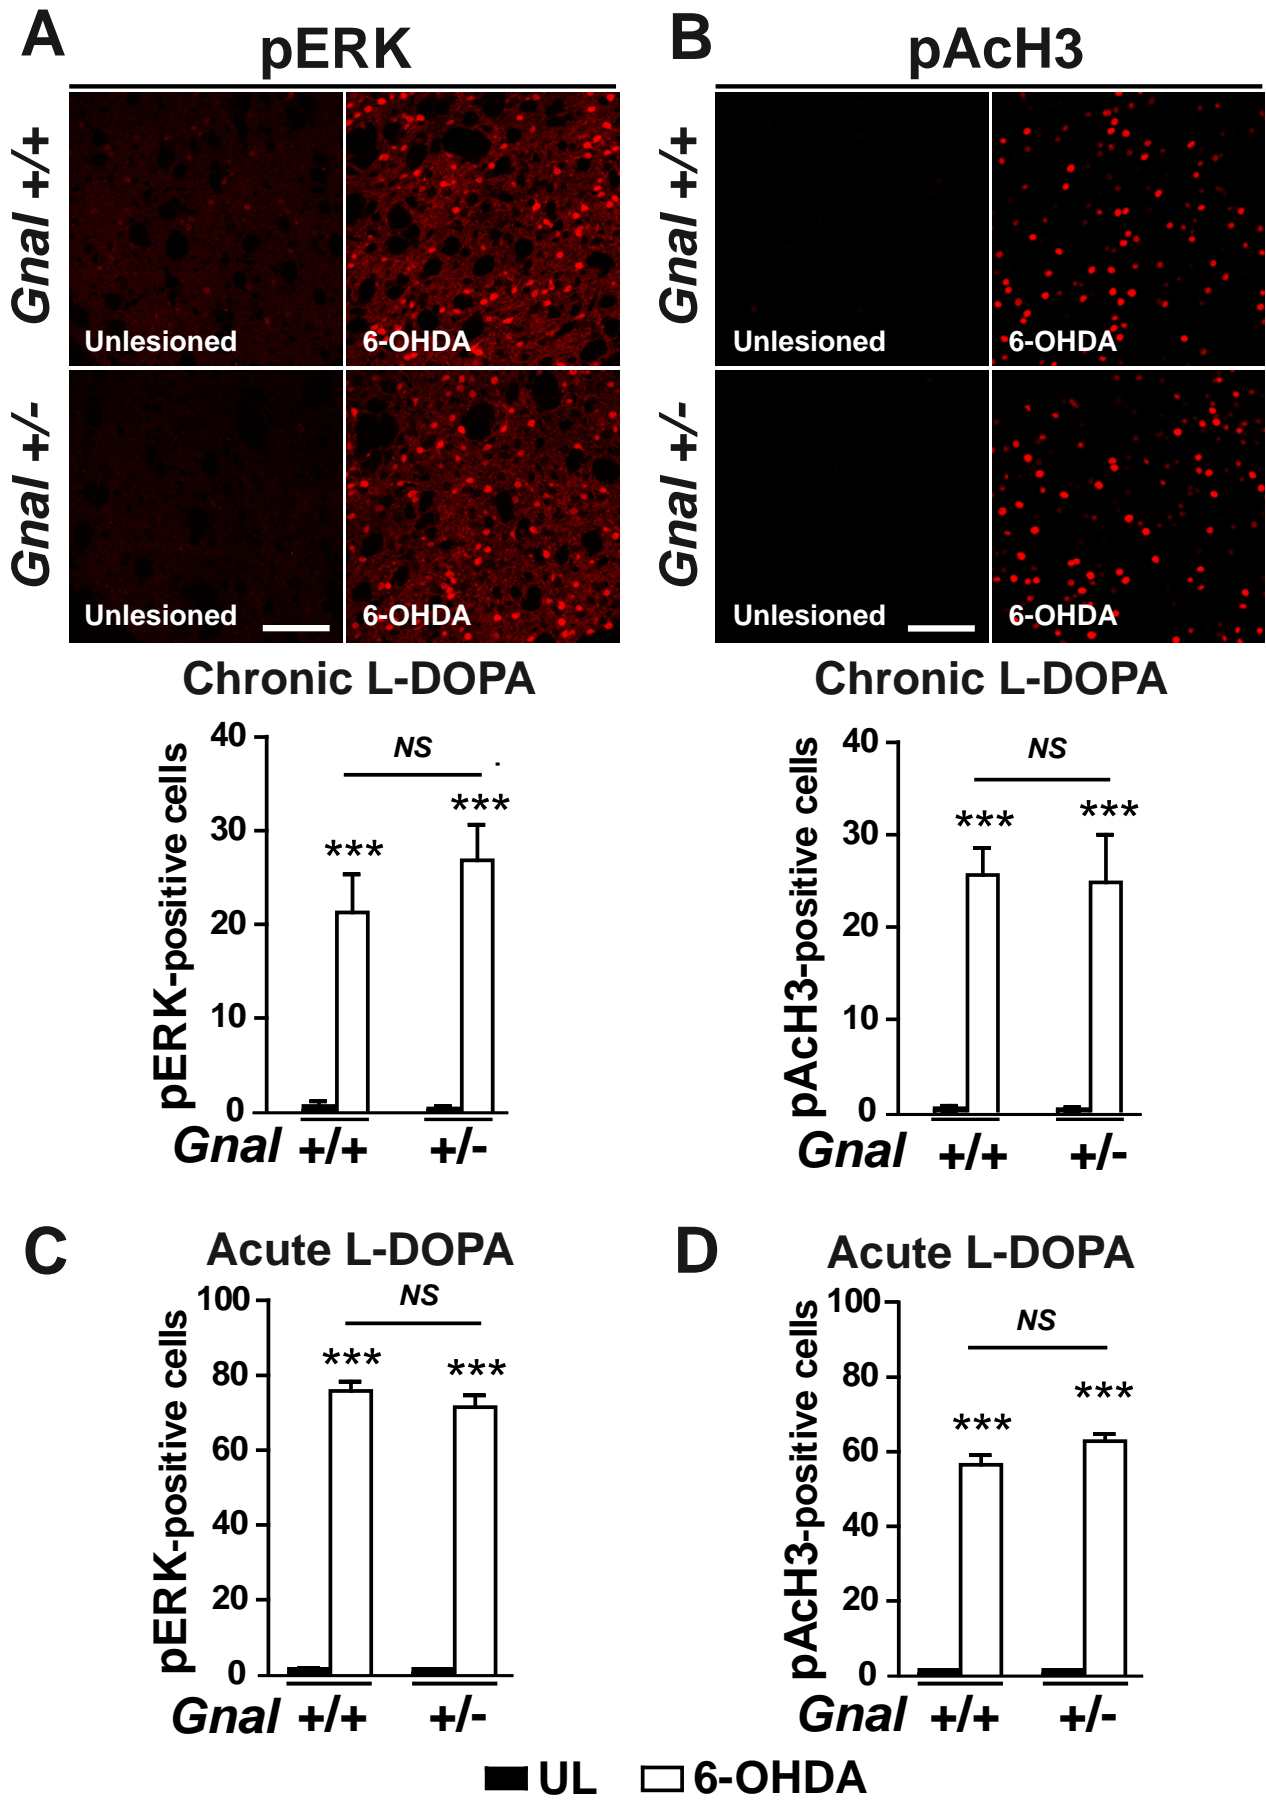 A
pERK
Gnal +/+
Unlesioned
6-OHDA
Gnal +/-
Unlesioned
6-OHDA
Chronic L-DOPA
pERK-positive cells
40
30
20
10
0
NS
***
***
Gnal +/+ +/-
B
pAcH3
Gnal +/+
Unlesioned
6-OHDA
Gnal +/-
Unlesioned
6-OHDA
Chronic L-DOPA
pAcH3-positive cells
40
30
20
10
0
NS
***
***
Gnal +/+ +/-
C
Acute L-DOPA
pERK-positive cells
100
80
60
40
20
0
NS
***
***
Gnal +/+ +/-
D
Acute L-DOPA
pAcH3-positive cells
100
80
60
40
20
0
NS
***
***
Gnal +/+ +/-
UL 6-OHDA